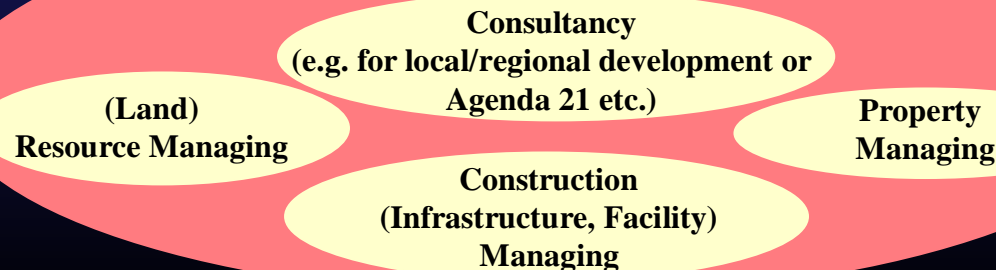 Consultancy
(e.g. for local/regional development or
Agenda 21 etc.)
(Land)
Resource Managing
Property
Managing
Construction
(Infrastructure, Facility)
Managing